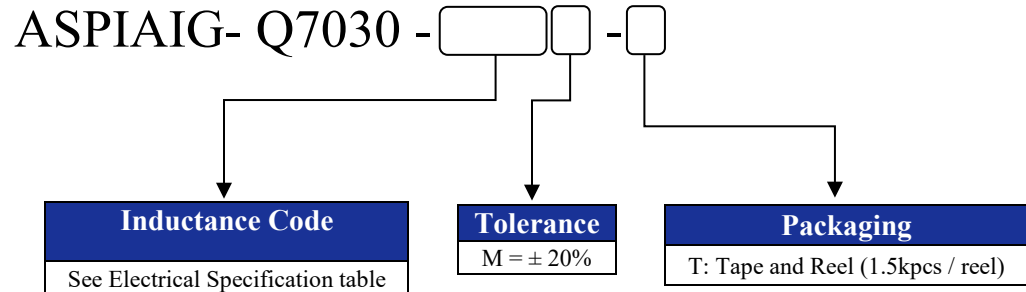 ASPIAIG- Q7030 - -
Inductance Code
See Electrical Specification table
Tolerance
M = ± 20%
Packaging
T: Tape and Reel (1.5kpcs / reel)